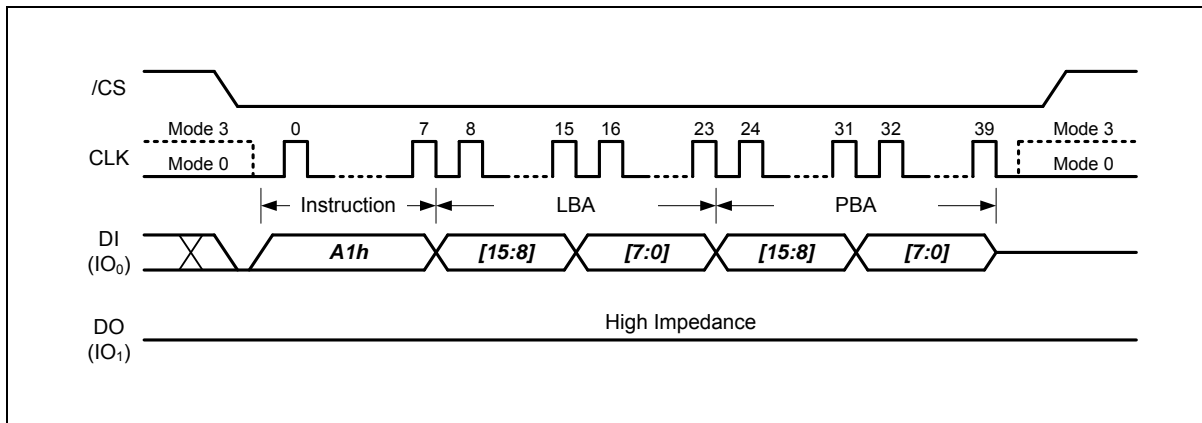 /CS
Mode 3 0 7 8 15 16 23 24 31 32 39 Mode 3
CLK Mode 0 Mode 0
Instruction LBA PBA
DI
(IO₀) A1h [15:8] [7:0] [15:8] [7:0]
High Impedance
DO
(IO₁)